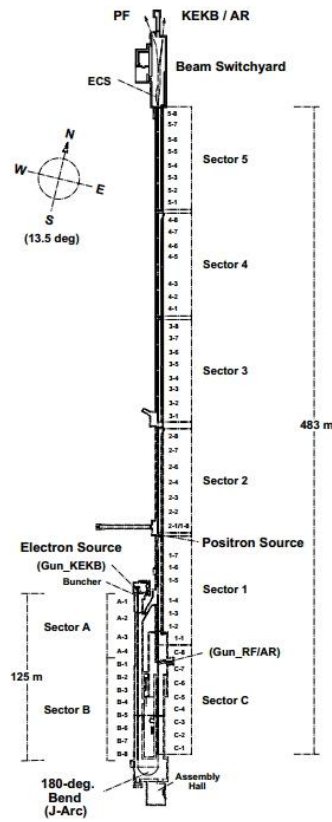 PF KEKB / AR
Beam Switchyard
ECS
5-8
5-7
5-6
5-5
5-4
5-3
5-2
5-1
Sector 5
N
W
E
S
(13.5 deg)
4-8
4-7
4-6
4-5
4-3
4-2
4-1
Sector 4
3-8
3-7
3-6
3-5
3-4
3-3
3-2
3-1
Sector 3
483 m
2-8
2-7
2-6
2-4
2-3
2-2
2-1/1-8
Sector 2
Positron Source
Electron Source
(Gun_KEKB)
Buncher
1-7
1-6
1-5
1-4
1-3
1-2
1-1
Sector 1
A-1
A-2
A-3
A-4
Sector A
(Gun_RF/AR)
125 m
B-1
B-2
B-3
B-4
B-5
B-6
B-7
B-8
Sector B
C-8
C-7
C-6
C-5
C-4
C-3
C-2
C-1
Sector C
180-deg.
Bend
(J-Arc)
Assembly
Hall